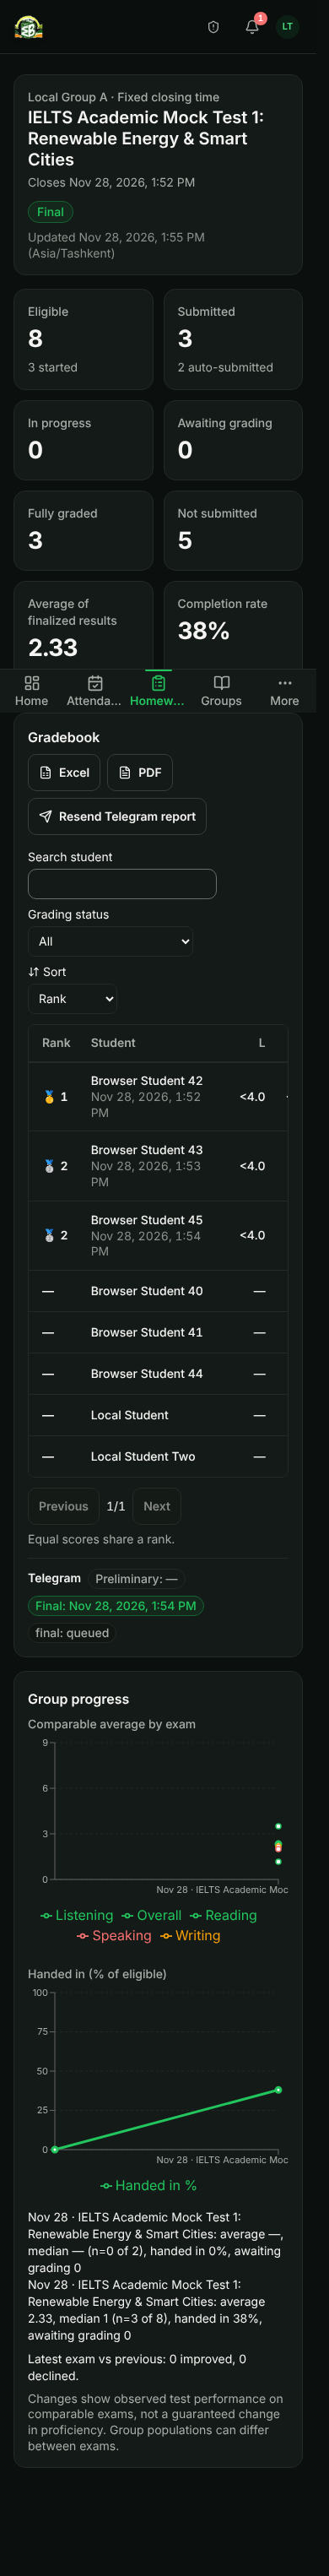 1
LT
Local Group A · Fixed closing time
IELTS Academic Mock Test 1:
Renewable Energy & Smart
Cities
Closes Nov 28, 2026, 1:52 PM
Final
Updated Nov 28, 2026, 1:55 PM
(Asia/Tashkent)
Eligible
8
3 started
Submitted
3
2 auto-submitted
In progress
0
Awaiting grading
0
Fully graded
3
Not submitted
5
Average of
finalized results
2.33
Completion rate
38%
Home
Attenda...
Homew...
Groups
More
Gradebook
Excel
PDF
Resend Telegram report
Search student
Grading status
All
Sort
Rank
Rank Student L
1 Browser Student 42 <4.0
Nov 28, 2026, 1:52
PM
2 Browser Student 43 <4.0
Nov 28, 2026, 1:53
PM
2 Browser Student 45 <4.0
Nov 28, 2026, 1:54
PM
— Browser Student 40 —
— Browser Student 41 —
— Browser Student 44 —
— Local Student —
— Local Student Two —
Previous 1/1 Next
Equal scores share a rank.
Telegram Preliminary: —
Final: Nov 28, 2026, 1:54 PM
final: queued
Group progress
Comparable average by exam
9
6
3
0
Nov 28 · IELTS Academic Moc
Listening Overall Reading
Speaking Writing
Handed in (% of eligible)
100
75
50
25
0
Nov 28 · IELTS Academic Moc
Handed in %
Nov 28 · IELTS Academic Mock Test 1:
Renewable Energy & Smart Cities: average —,
median — (n=0 of 2), handed in 0%, awaiting
grading 0
Nov 28 · IELTS Academic Mock Test 1:
Renewable Energy & Smart Cities: average
2.33, median 1 (n=3 of 8), handed in 38%,
awaiting grading 0
Latest exam vs previous: 0 improved, 0
declined.
Changes show observed test performance on
comparable exams, not a guaranteed change
in proficiency. Group populations can differ
between exams.